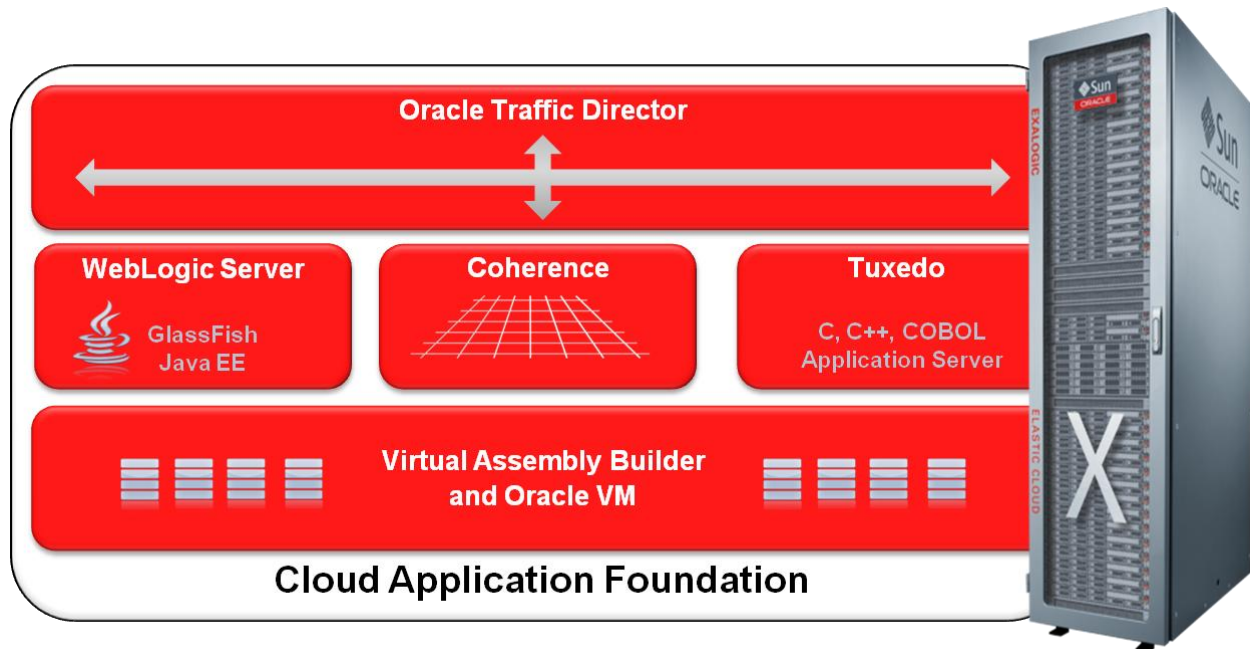 Oracle Traffic Director
WebLogic Server
GlassFish
Java EE
Coherence
Tuxedo
C, C++, COBOL
Application Server
Virtual Assembly Builder
and Oracle VM
Cloud Application Foundation
Sun
ORACLE
EXALOGIC
ELASTIC CLOUD
X
Sun
ORACLE